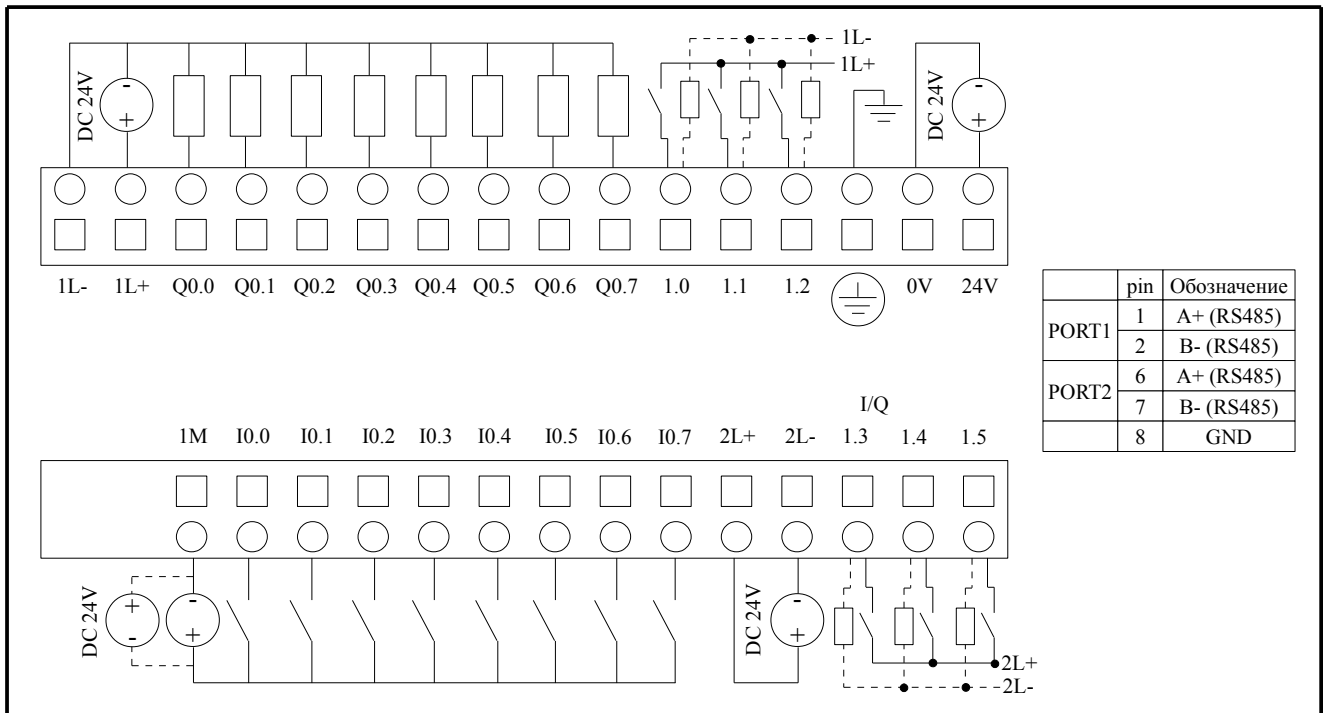 1L-
1L+
DC 24V
- +
DC 24V
- +
1L- 1L+ Q0.0 Q0.1 Q0.2 Q0.3 Q0.4 Q0.5 Q0.6 Q0.7 1.0 1.1 1.2 0V 24V
pin Обозначение
PORT1 1 A+ (RS485)
2 B- (RS485)
PORT2 6 A+ (RS485)
7 B- (RS485)
8 GND
I/Q
1M I0.0 I0.1 I0.2 I0.3 I0.4 I0.5 I0.6 I0.7 2L+ 2L- 1.3 1.4 1.5
DC 24V
+ -
- +
DC 24V
- +
2L+
2L-